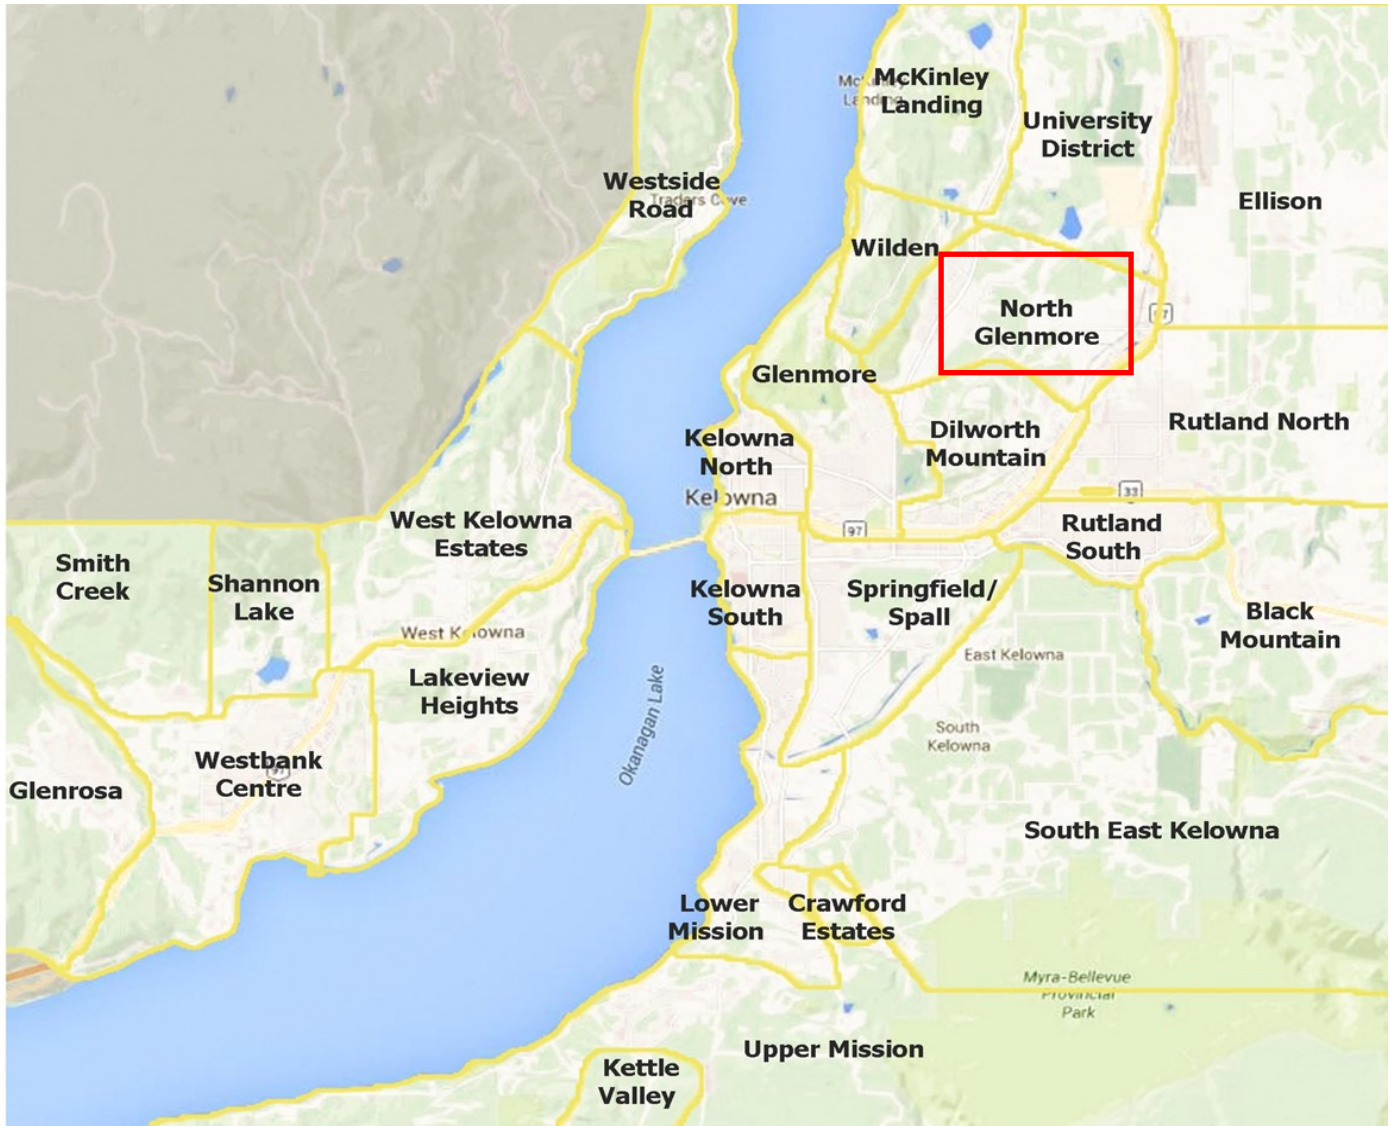 McKinley
Landing
University
District
Westside
Road
Ellison
Wilden
North
Glenmore
97
Glenmore
Rutland North
Dilworth
Mountain
Kelowna
North
Kelowna
33
97
West Kelowna
Estates
Rutland
South
Smith
Creek
Shannon
Lake
Kelowna
South
Springfield/
Spall
Black
Mountain
West Kelowna
East Kelowna
Lakeview
Heights
Okanagan Lake
South
Kelowna
Westbank
Centre
97
Glenrosa
South East Kelowna
Lower
Mission
Crawford
Estates
Myra-Bellevue
Provincial
Park
Upper Mission
Kettle
Valley